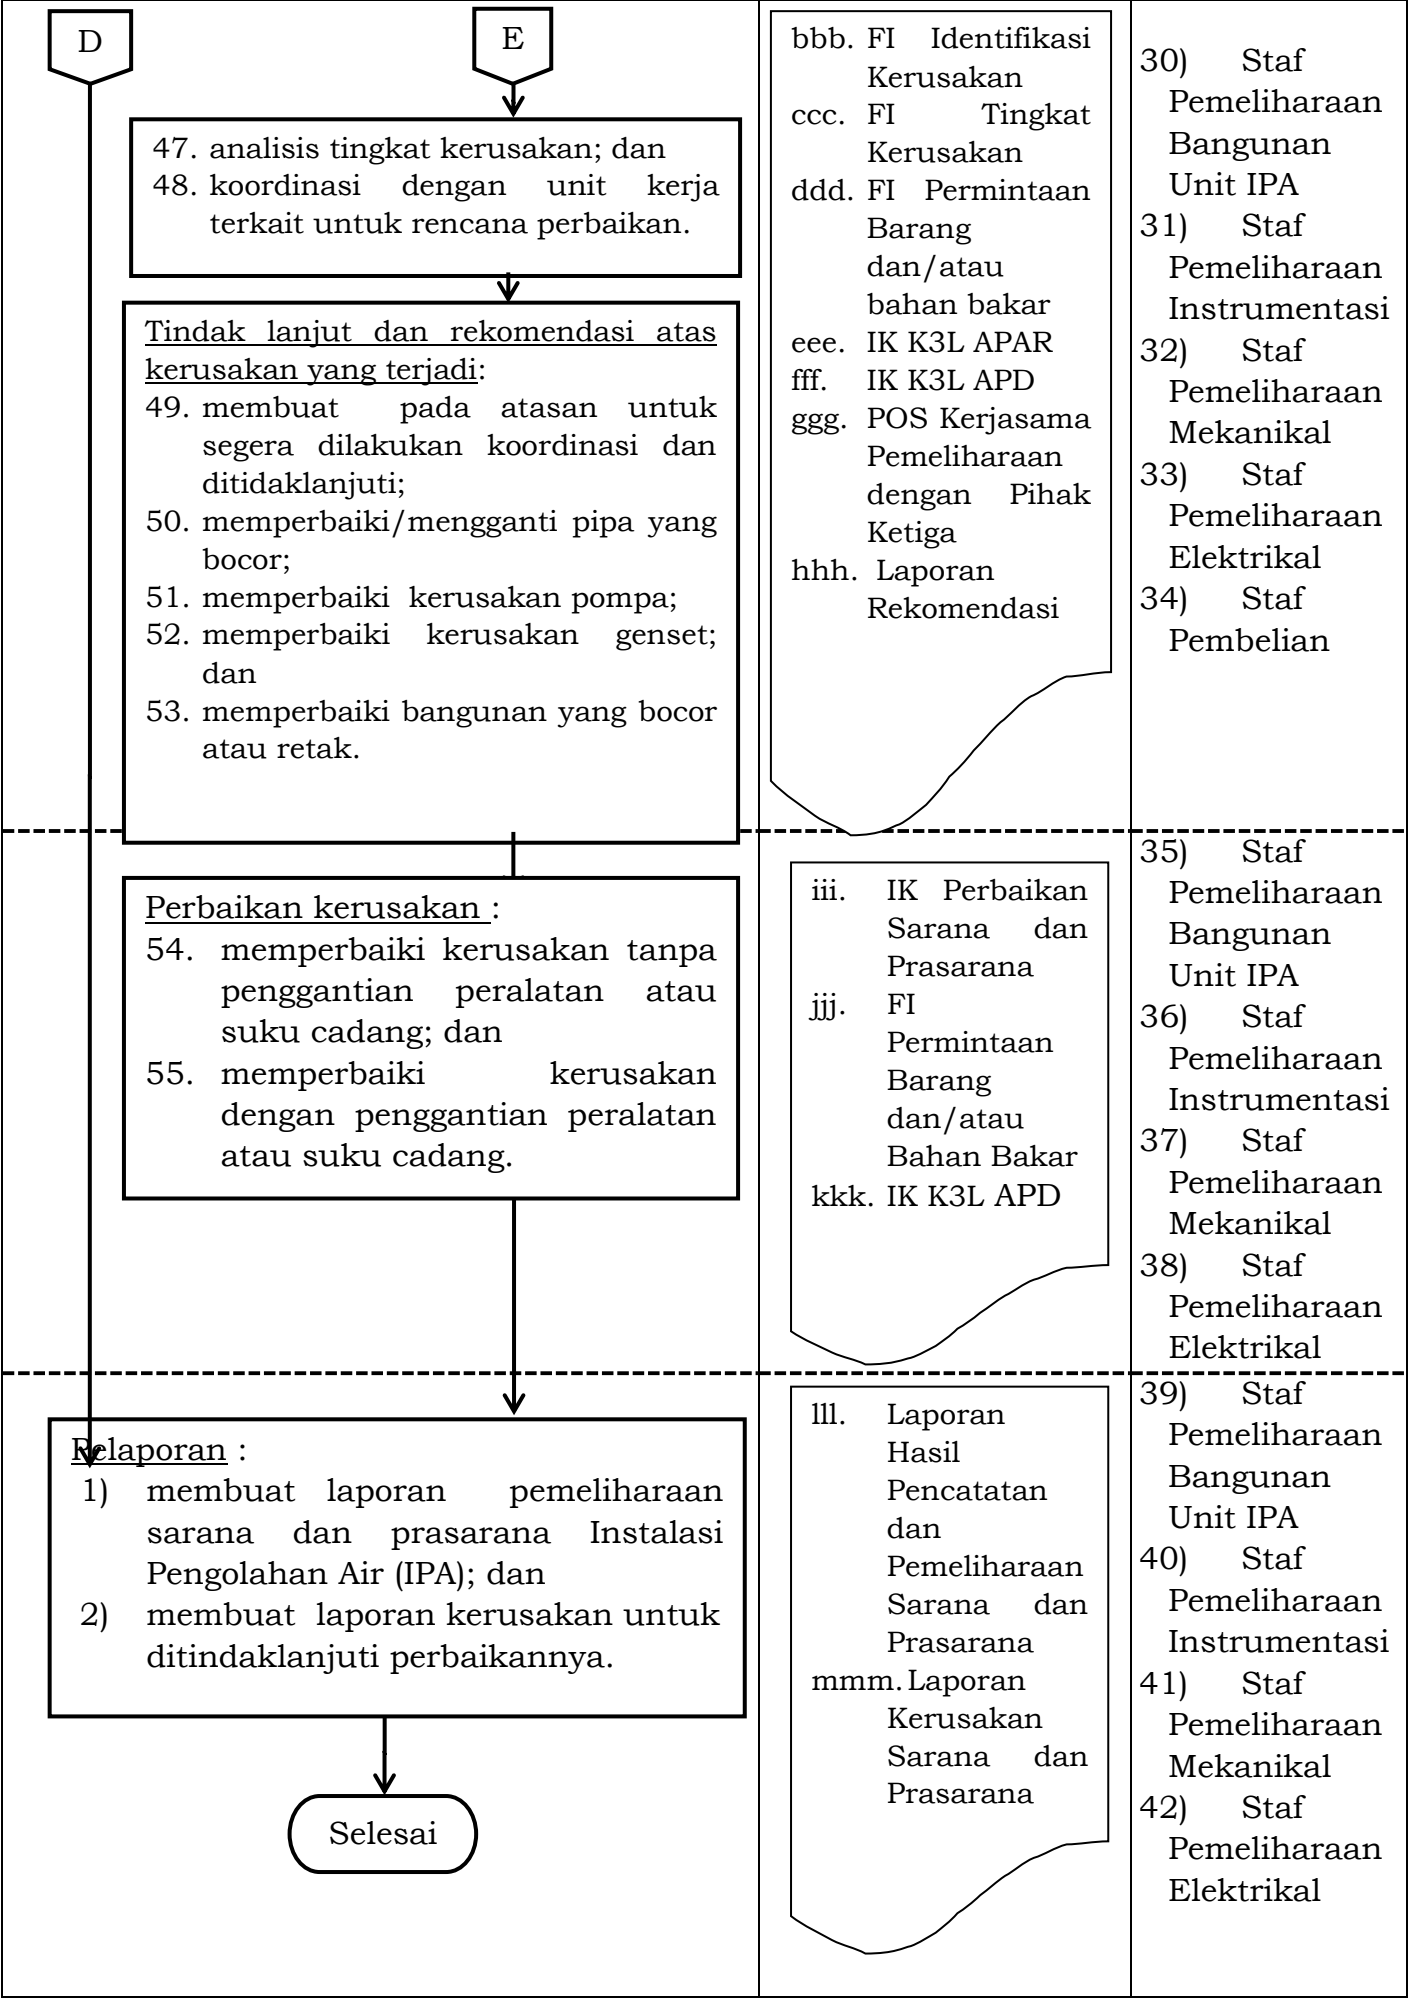 D
E
47. analisis tingkat kerusakan; dan
48. koordinasi dengan unit kerja
terkait untuk rencana perbaikan.
Tindak lanjut dan rekomendasi atas
kerusakan yang terjadi:
49. membuat pada atasan untuk
segera dilakukan koordinasi dan
ditidaklanjuti;
50. memperbaiki/mengganti pipa yang
bocor;
51. memperbaiki kerusakan pompa;
52. memperbaiki kerusakan genset;
dan
53. memperbaiki bangunan yang bocor
atau retak.
bbb. FI Identifikasi
Kerusakan
ccc. FI Tingkat
Kerusakan
ddd. FI Permintaan
Barang
dan/atau
bahan bakar
eee. IK K3L APAR
fff. IK K3L APD
ggg. POS Kerjasama
Pemeliharaan
dengan Pihak
Ketiga
hhh. Laporan
Rekomendasi
30) Staf
Pemeliharaan
Bangunan
Unit IPA
31) Staf
Pemeliharaan
Instrumentasi
32) Staf
Pemeliharaan
Mekanikal
33) Staf
Pemeliharaan
Elektrikal
34) Staf
Pembelian
Perbaikan kerusakan :
54. memperbaiki kerusakan tanpa
penggantian peralatan atau
suku cadang; dan
55. memperbaiki kerusakan
dengan penggantian peralatan
atau suku cadang.
iii. IK Perbaikan
Sarana dan
Prasarana
jjj. FI
Permintaan
Barang
dan/atau
Bahan Bakar
kkk. IK K3L APD
35) Staf
Pemeliharaan
Bangunan
Unit IPA
36) Staf
Pemeliharaan
Instrumentasi
37) Staf
Pemeliharaan
Mekanikal
38) Staf
Pemeliharaan
Elektrikal
Pelaporan :
1) membuat laporan pemeliharaan
sarana dan prasarana Instalasi
Pengolahan Air (IPA); dan
2) membuat laporan kerusakan untuk
ditindaklanjuti perbaikannya.
Selesai
lll. Laporan
Hasil
Pencatatan
dan
Pemeliharaan
Sarana dan
Prasarana
mmm. Laporan
Kerusakan
Sarana dan
Prasarana
39) Staf
Pemeliharaan
Bangunan
Unit IPA
40) Staf
Pemeliharaan
Instrumentasi
41) Staf
Pemeliharaan
Mekanikal
42) Staf
Pemeliharaan
Elektrikal